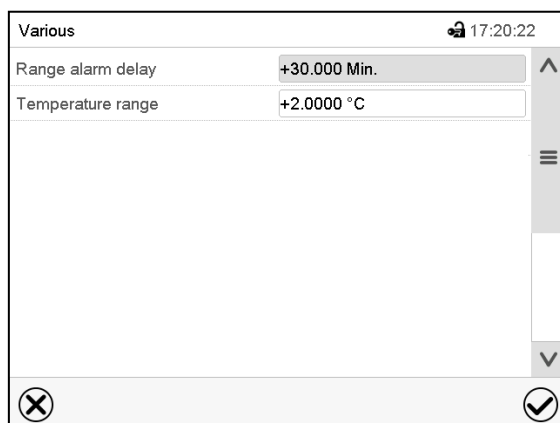 Various 17:20:22
Range alarm delay +30.000 Min.
Temperature range +2.0000 °C